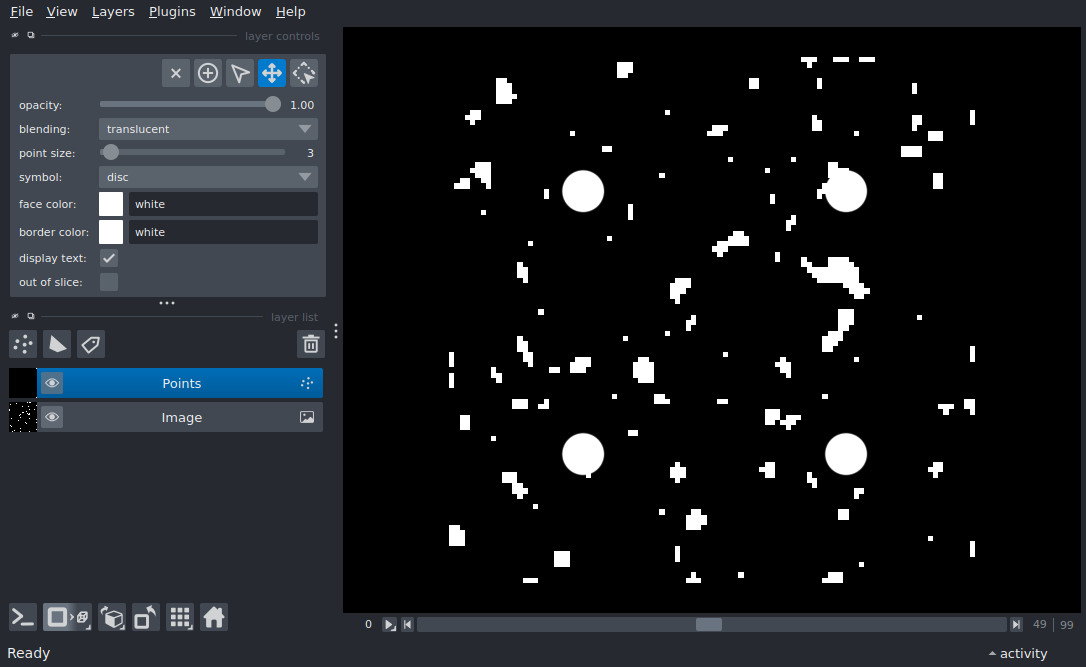 File View Layers Plugins Window Help
layer controls
opacity: 1.00
blending: translucent
point size: 3
symbol: disc
face color: white
border color: white
display text:
out of slice:
layer list
Points
Image
0 49 99
Ready activity